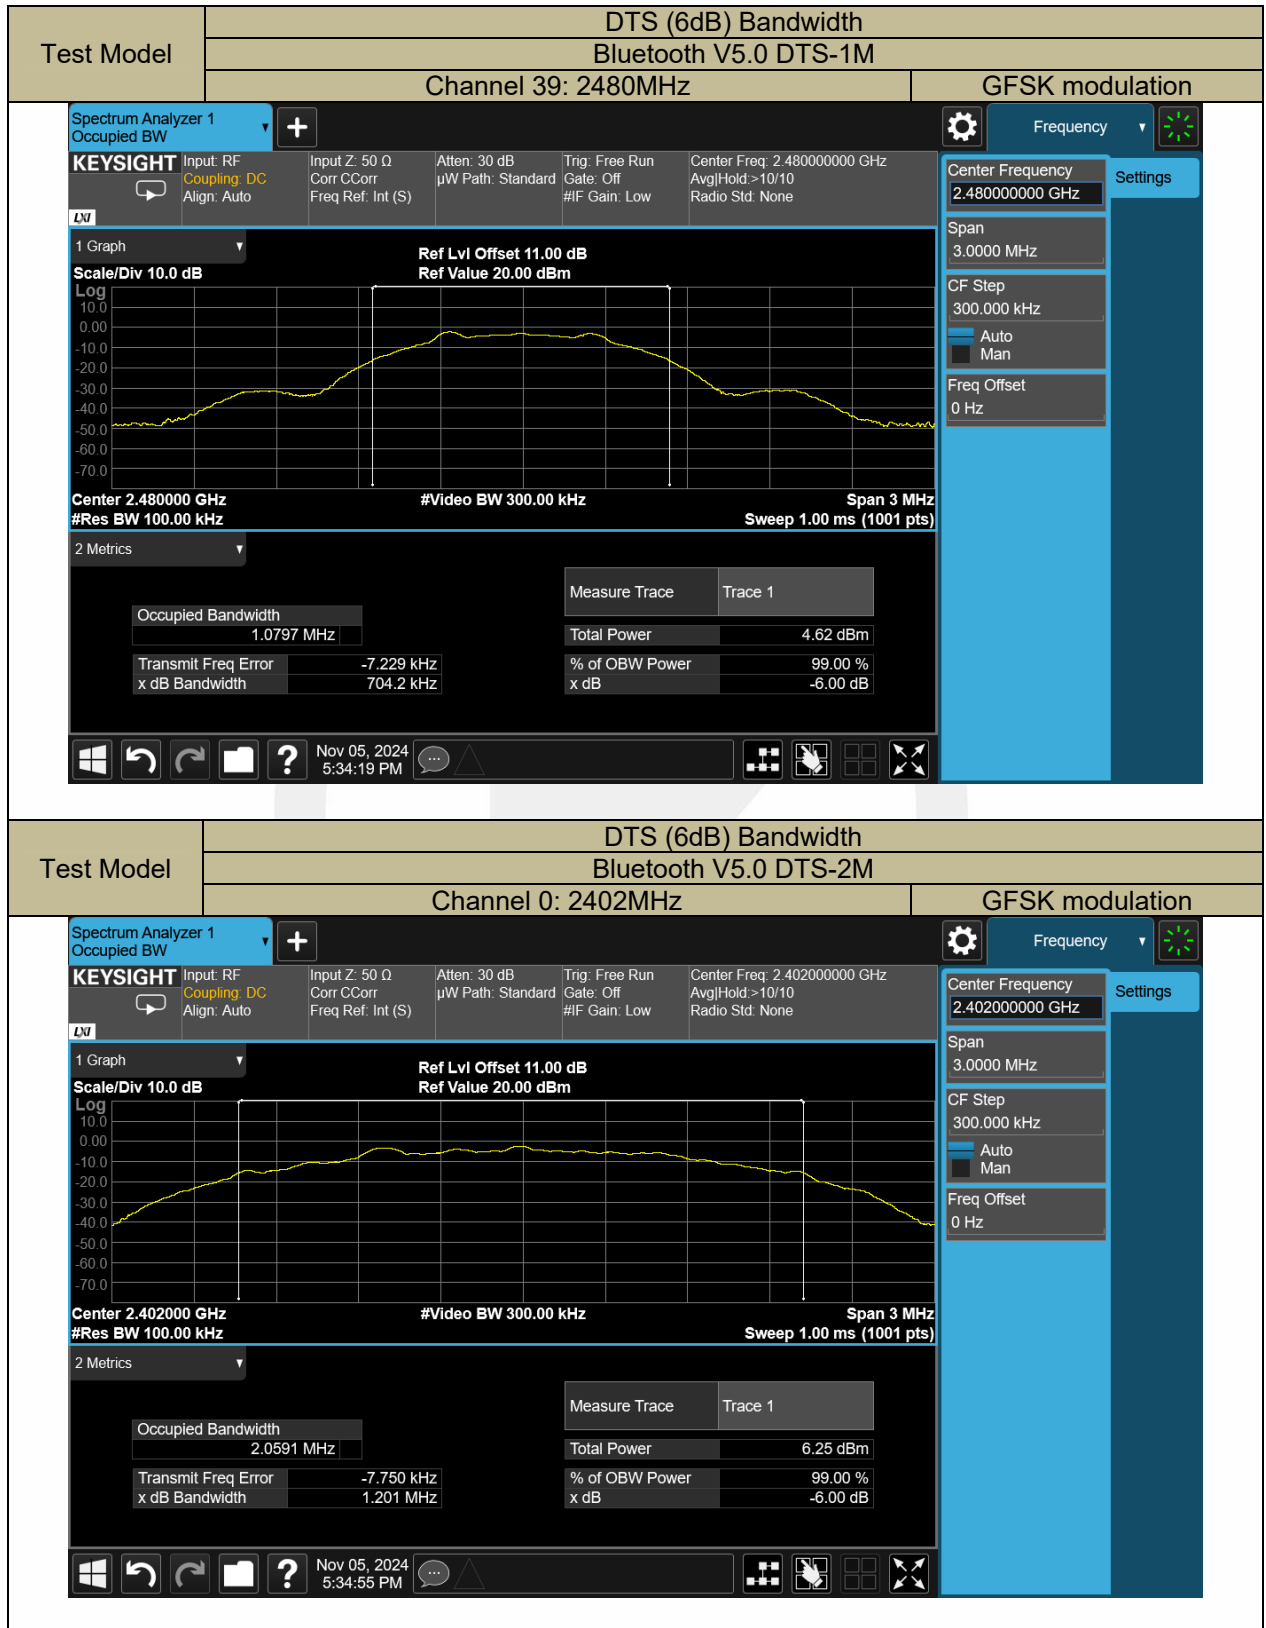 Test Model
DTS (6dB) Bandwidth
Bluetooth V5.0 DTS-1M
Channel 39: 2480MHz GFSK modulation
Spectrum Analyzer 1
Occupied BW
+
Frequency
KEYSIGHT Input: RF Input Z: 50 Ω Atten: 30 dB Trig: Free Run Center Freq: 2.480000000 GHz
Coupling: DC Corr CCorr µW Path: Standard Gate: Off Avg|Hold:>10/10
Align: Auto Freq Ref: Int (S) #IF Gain: Low Radio Std: None
LXI
Center Frequency
2.480000000 GHz
Settings
Span
3.0000 MHz
CF Step
300.000 kHz
Auto
Man
Freq Offset
0 Hz
1 Graph
Ref Lvl Offset 11.00 dB
Scale/Div 10.0 dB Ref Value 20.00 dBm
Log
10.0
0.00
-10.0
-20.0
-30.0
-40.0
-50.0
-60.0
-70.0
Center 2.480000 GHz #Video BW 300.00 kHz Span 3 MHz
#Res BW 100.00 kHz Sweep 1.00 ms (1001 pts)
2 Metrics
Measure Trace Trace 1
Occupied Bandwidth
1.0797 MHz
Total Power 4.62 dBm
Transmit Freq Error -7.229 kHz % of OBW Power 99.00 %
x dB Bandwidth 704.2 kHz x dB -6.00 dB
?
Nov 05, 2024
5:34:19 PM
Test Model
DTS (6dB) Bandwidth
Bluetooth V5.0 DTS-2M
Channel 0: 2402MHz GFSK modulation
Spectrum Analyzer 1
Occupied BW
+
Frequency
KEYSIGHT Input: RF Input Z: 50 Ω Atten: 30 dB Trig: Free Run Center Freq: 2.402000000 GHz
Coupling: DC Corr CCorr µW Path: Standard Gate: Off Avg|Hold:>10/10
Align: Auto Freq Ref: Int (S) #IF Gain: Low Radio Std: None
LXI
Center Frequency
2.402000000 GHz
Settings
Span
3.0000 MHz
CF Step
300.000 kHz
Auto
Man
Freq Offset
0 Hz
1 Graph
Ref Lvl Offset 11.00 dB
Scale/Div 10.0 dB Ref Value 20.00 dBm
Log
10.0
0.00
-10.0
-20.0
-30.0
-40.0
-50.0
-60.0
-70.0
Center 2.402000 GHz #Video BW 300.00 kHz Span 3 MHz
#Res BW 100.00 kHz Sweep 1.00 ms (1001 pts)
2 Metrics
Measure Trace Trace 1
Occupied Bandwidth
2.0591 MHz
Total Power 6.25 dBm
Transmit Freq Error -7.750 kHz % of OBW Power 99.00 %
x dB Bandwidth 1.201 MHz x dB -6.00 dB
?
Nov 05, 2024
5:34:55 PM